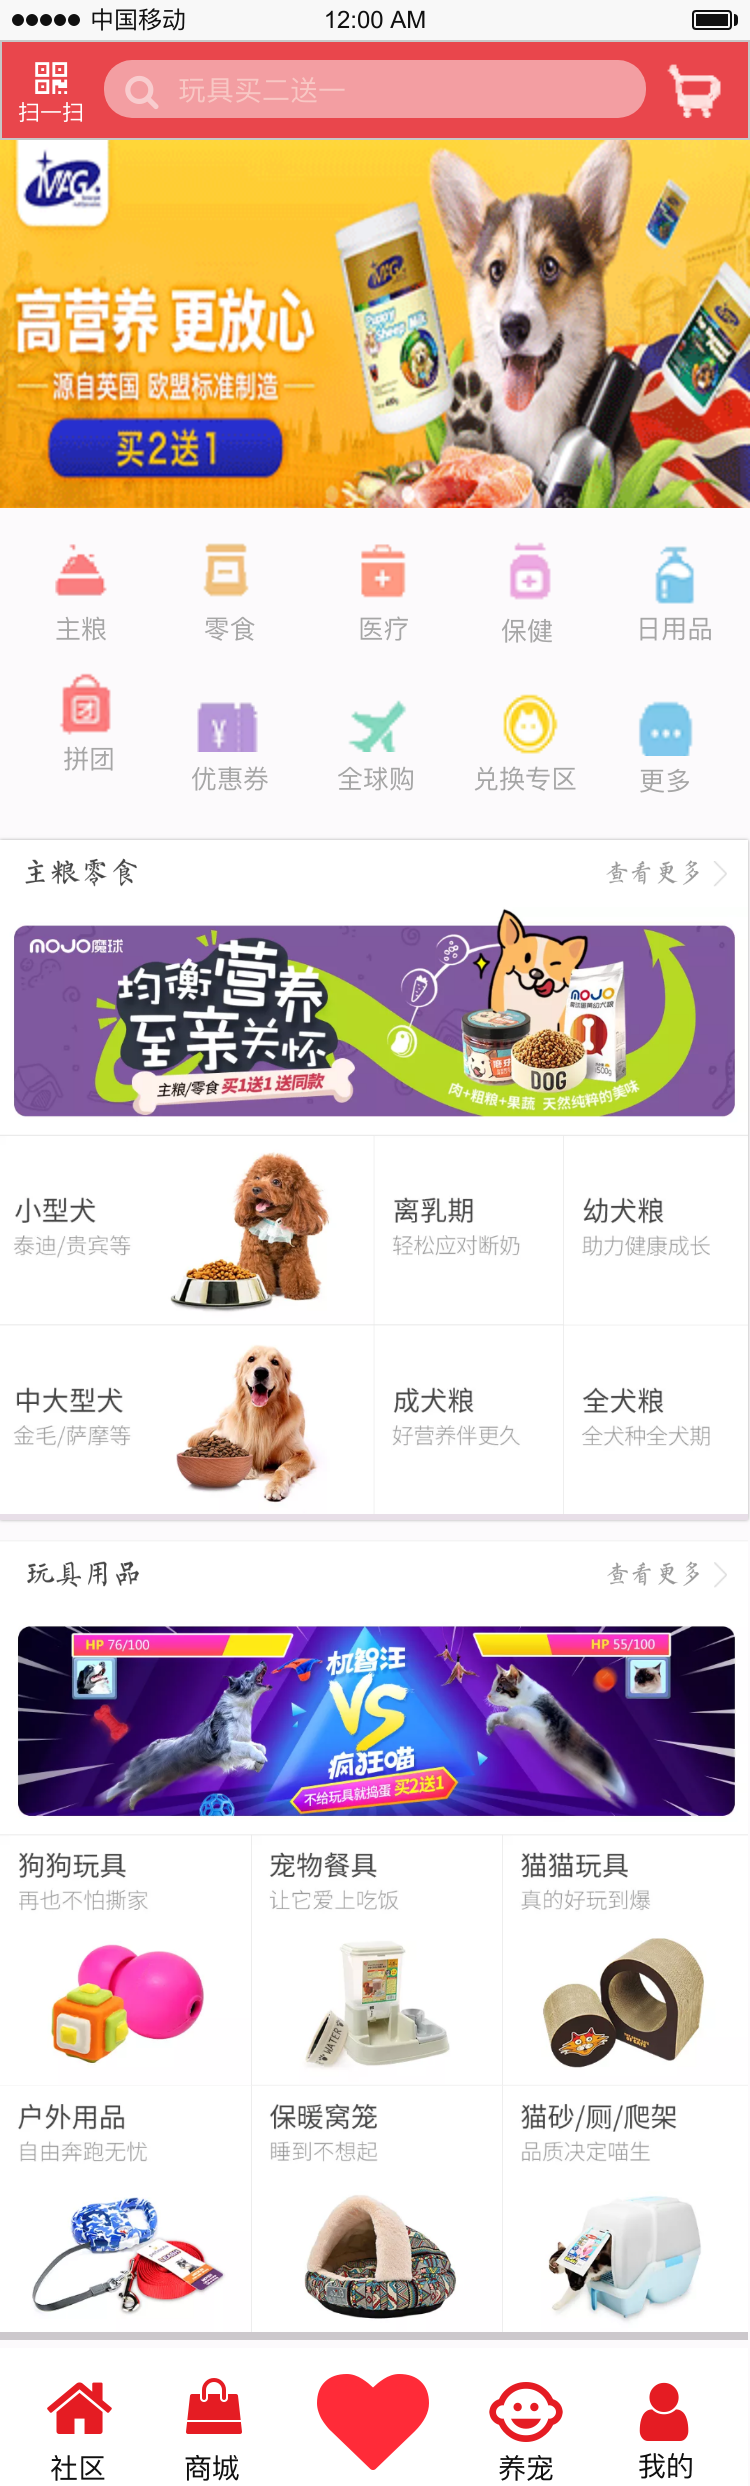 中国移动 12:00 AM
扫一扫
玩具买二送一
MAG
高营养 更放心
源自英国 欧盟标准制造
买2送1
MAG
Puppy
Sheep Milk
主粮 零食 医疗 保健 日用品
拼团 优惠券 全球购 兑换专区 更多
主粮零食 查看更多
MOJO魔球
均衡营养
至亲关怀
主粮/零食 买1送1 送同款
MOJO
DOG
500g
肉+粗粮+果蔬 天然纯粹的美味
小型犬 离乳期 幼犬粮
泰迪/贵宾等 轻松应对断奶 助力健康成长
中大型犬 成犬粮 全犬粮
金毛/萨摩等 好营养伴更久 全犬种全犬期
玩具用品 查看更多
HP 76/100 HP 55/100
机智汪
VS
疯狂喵
不给玩具就捣蛋 买2送1
狗狗玩具 宠物餐具 猫猫玩具
再也不怕撕家 让它爱上吃饭 真的好玩到爆
WATER
户外用品 保暖窝笼 猫砂/厕/爬架
自由奔跑无忧 睡到不想起 品质决定喵生
社区 商城 养宠 我的